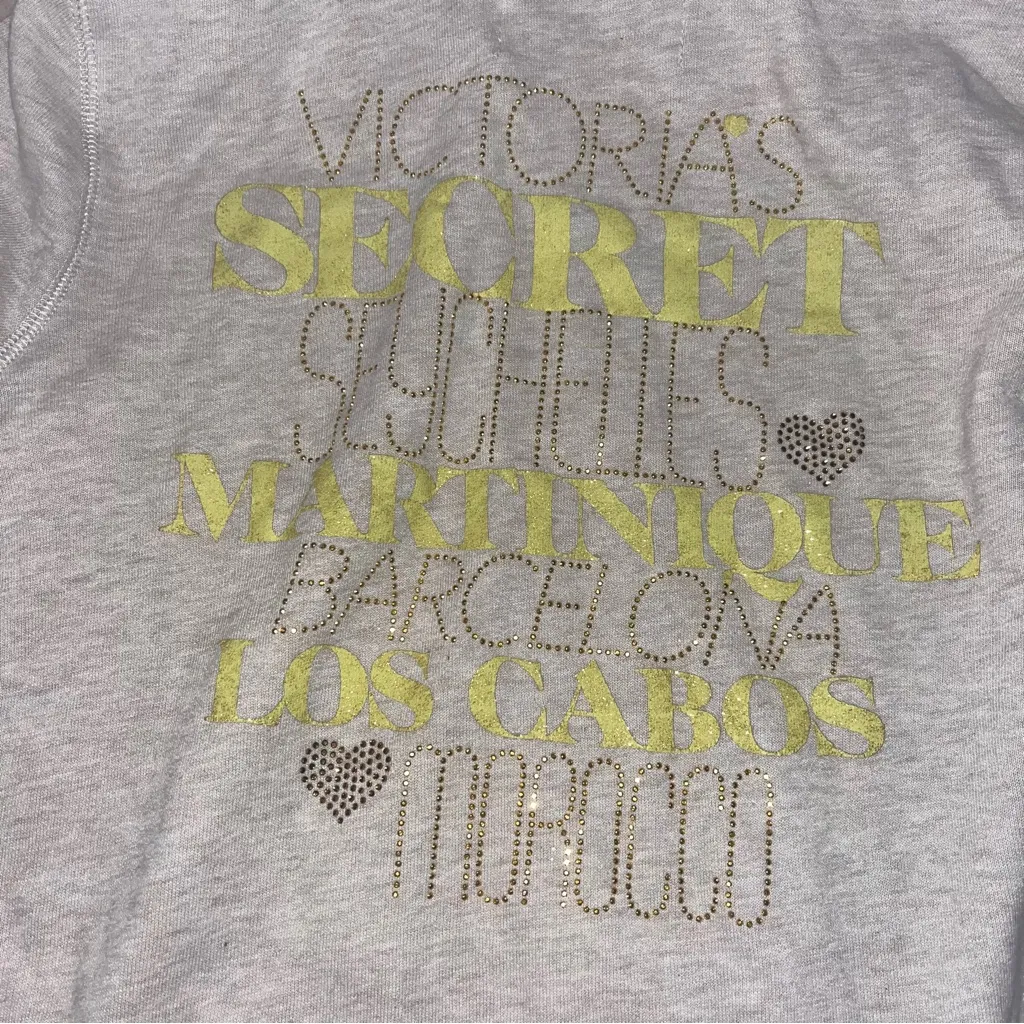 VICTORIA'S
SECRET
SEYCHELLES
MARTINIQUE
BARCELONA
LOS CABOS
MOROCCO